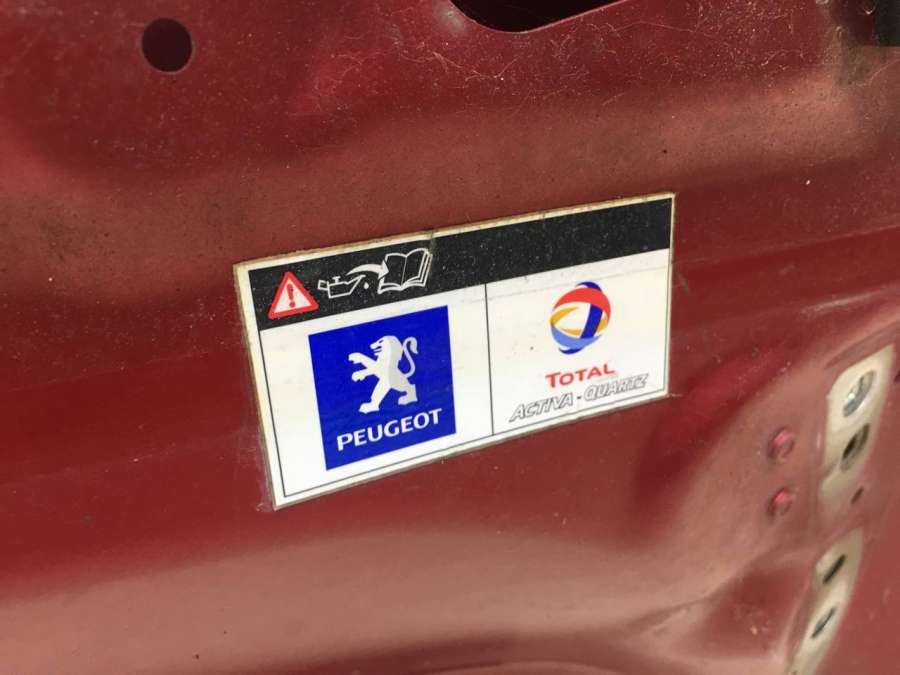 PEUGEOT
TOTAL
ACTIVA - QUARTZ